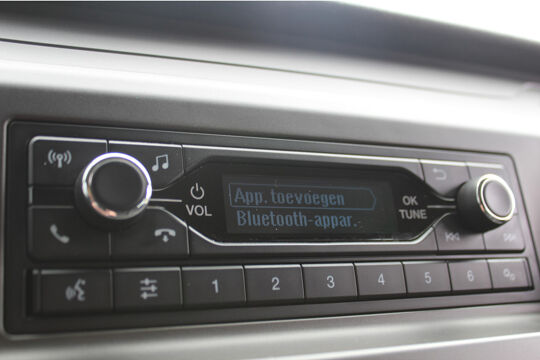 App. toevoegen
Bluetooth-appar.
VOL
OK
TUNE
1 2 3 4 5 6